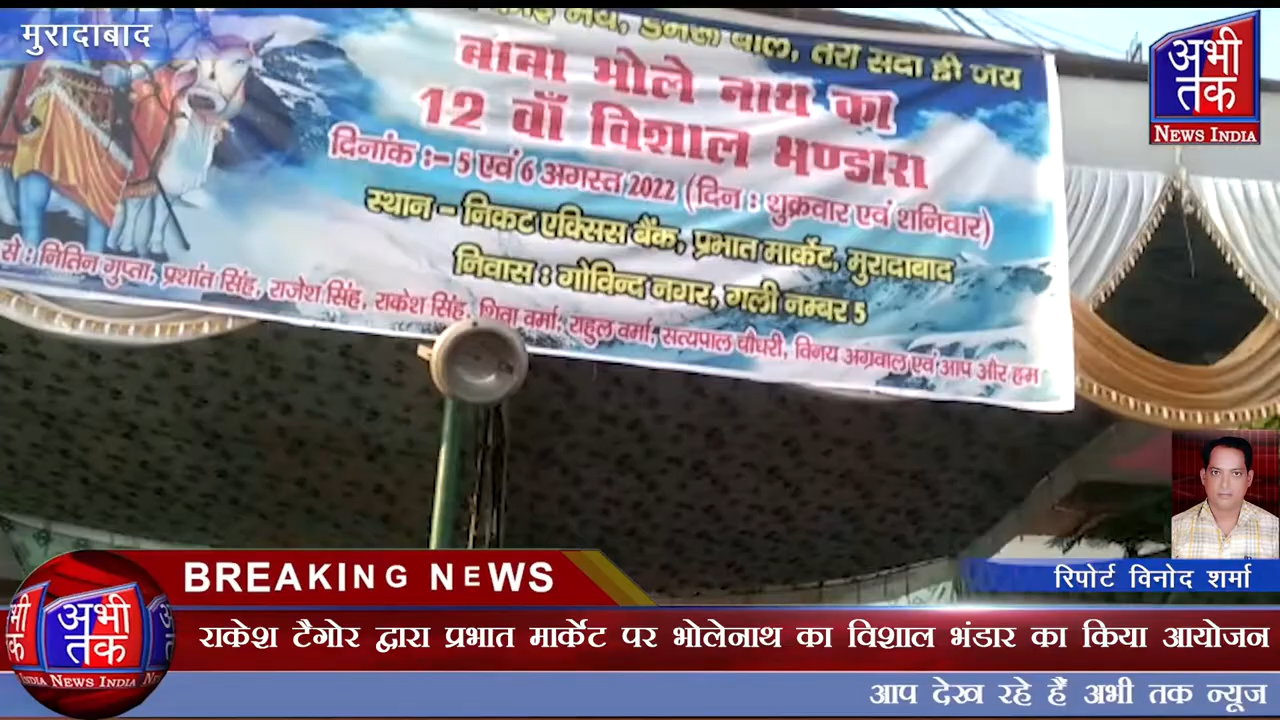 मुरादाबाद
अभी
तक
NEWS INDIA
डमरू वाले, तेरी सदा ही जय
बाबा भोले नाथ का
12 वाँ विशाल भण्डारा
दिनांक :- 5 एवं 6 अगस्त 2022 (दिन : शुक्रवार एवं शनिवार)
स्थान - निकट एक्सिस बैंक, प्रभात मार्केट, मुरादाबाद
निवास : गोविन्द नगर, गली नम्बर 5
से : नितिन गुप्ता, प्रशांत सिंह, राजेश सिंह, राकेश सिंह, शिवा वर्मा, राहुल वर्मा, सत्यपाल चौधरी, विनय अग्रवाल एवं आप और हम
रिपोर्ट विनोद शर्मा
BREAKING NEWS
अभी
तक
NEWS INDIA
राकेश टैगोर द्वारा प्रभात मार्केट पर भोलेनाथ का विशाल भंडार का किया आयोजन
आप देख रहे हैं अभी तक न्यूज